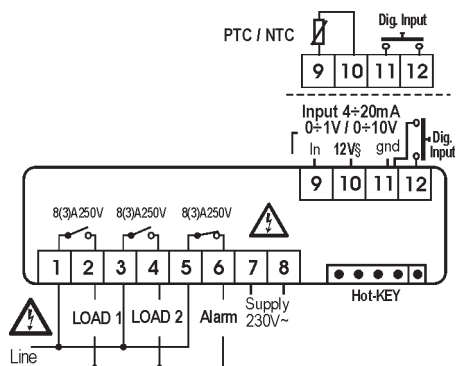 PTC / NTC
Dig. Input
9 10 11 12
Input 4÷20mA
0÷1V / 0÷10V
In 12V§ gnd
Dig.
Input
9 10 11 12
8(3)A250V 8(3)A250V 8(3)A250V
1 2 3 4 5 6 7 8
Hot-KEY
LOAD 1 LOAD 2 Alarm
Supply
230V~
Line